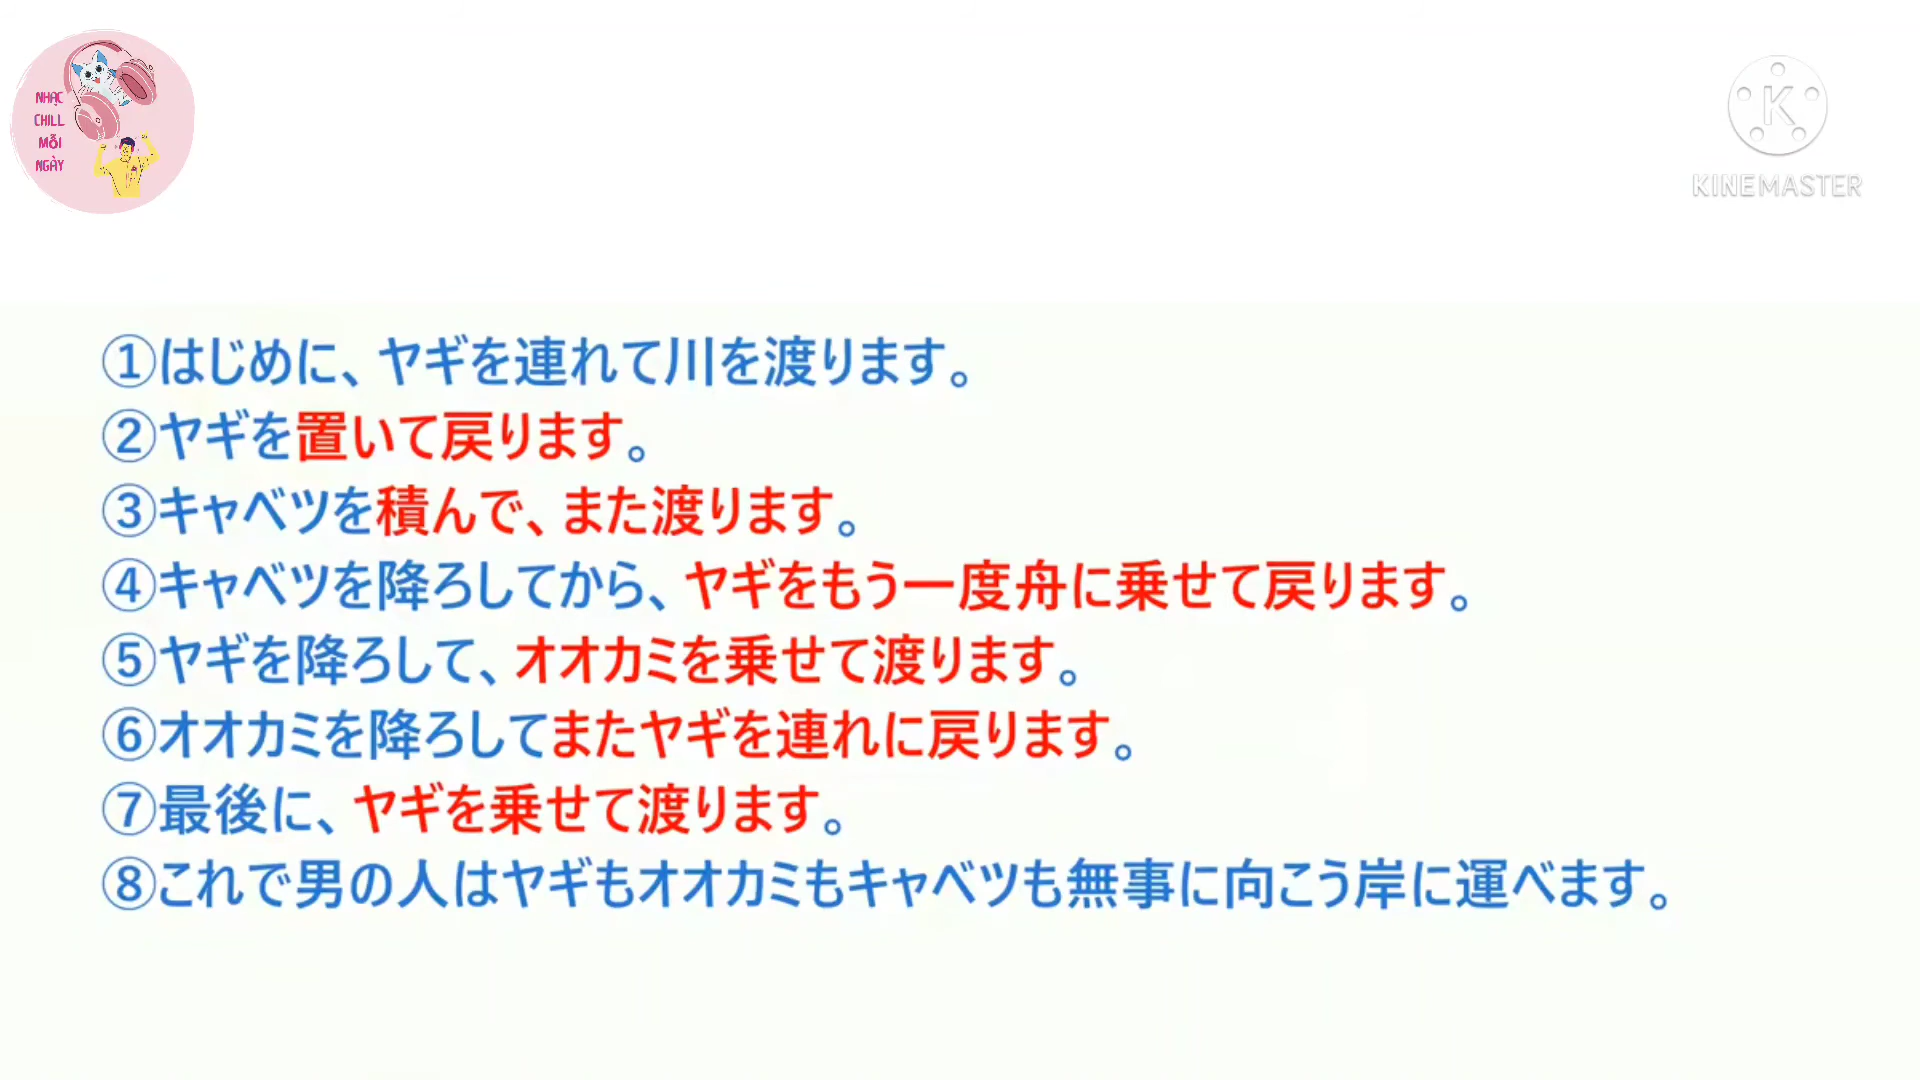 NHẠC
CHILL
MỖI
NGÀY
K
KINEMASTER
①はじめに、ヤギを連れて川を渡ります。
②ヤギを置いて戻ります。
③キャベツを積んで、また渡ります。
④キャベツを降ろしてから、ヤギをもう一度舟に乗せて戻ります。
⑤ヤギを降ろして、オオカミを乗せて渡ります。
⑥オオカミを降ろしてまたヤギを連れに戻ります。
⑦最後に、ヤギを乗せて渡ります。
⑧これで男の人はヤギもオオカミもキャベツも無事に向こう岸に運べます。